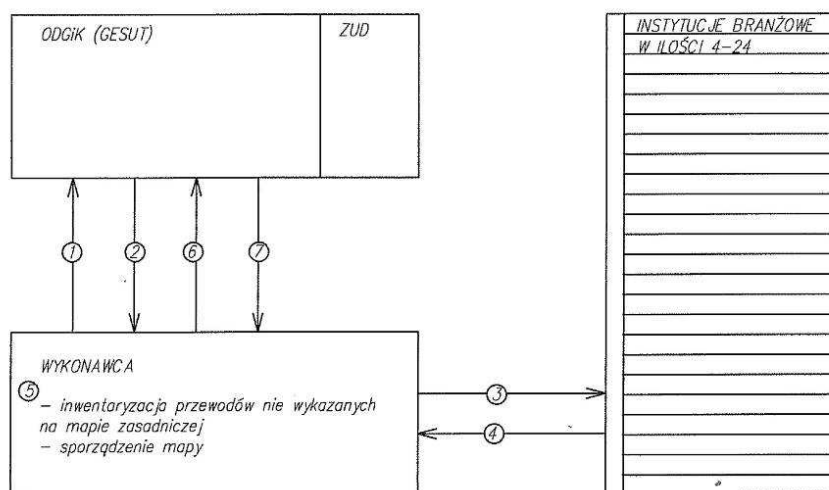 ODGiK (GESUT)
ZUD
INSTYTUCJE BRANŻOWE
W ILOŚCI 4-24
1
2
6
7
WYKONAWCA
5
- inwentaryzacja przewodów nie wykazanych
na mapie zasadniczej
- sporządzenie mapy
3
4